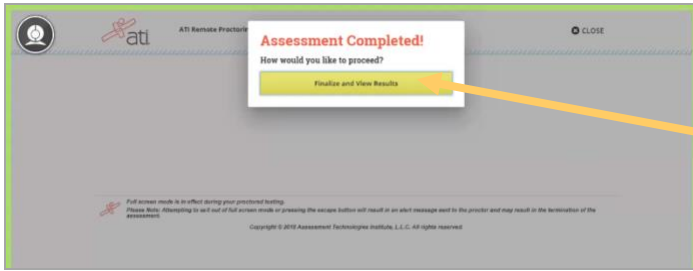 ati
ATI Remote Proctorin
CLOSE
Assessment Completed!
How would you like to proceed?
Finalize and View Results
Full screen mode is in effect during your proctored testing.
Please Note: Attempting to exit out of full screen mode or pressing the escape button will result in an alert message sent to the proctor and may result in the termination of the
assessment.
Copyright © 2015 Assessment Technologies Institute, L.L.C. All rights reserved.